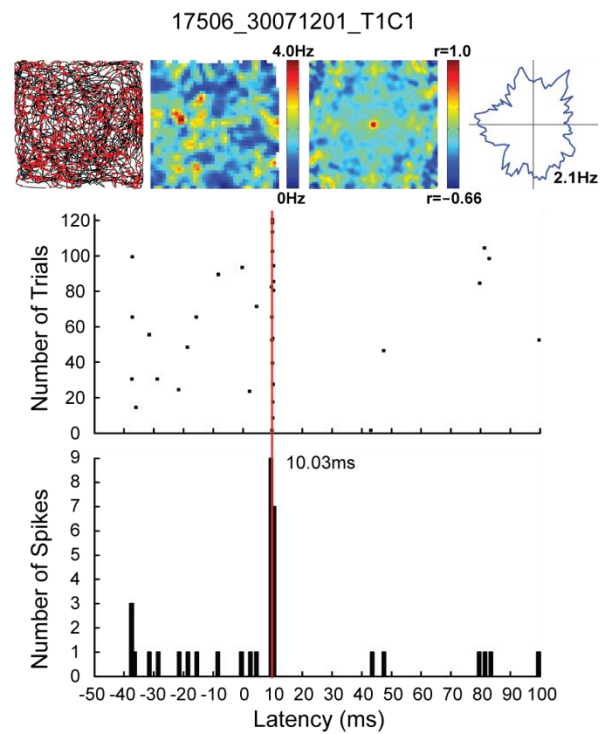 17506_30071201_T1C1
4.0Hz r=1.0
0Hz r=−0.66
2.1Hz
Number of Trials
120
100
80
60
40
20
0
10.03ms
Number of Spikes
9
8
7
6
5
4
3
2
1
0
-50 -40 -30 -20 -10 0 10 20 30 40 50 60 70 80 90 100
Latency (ms)